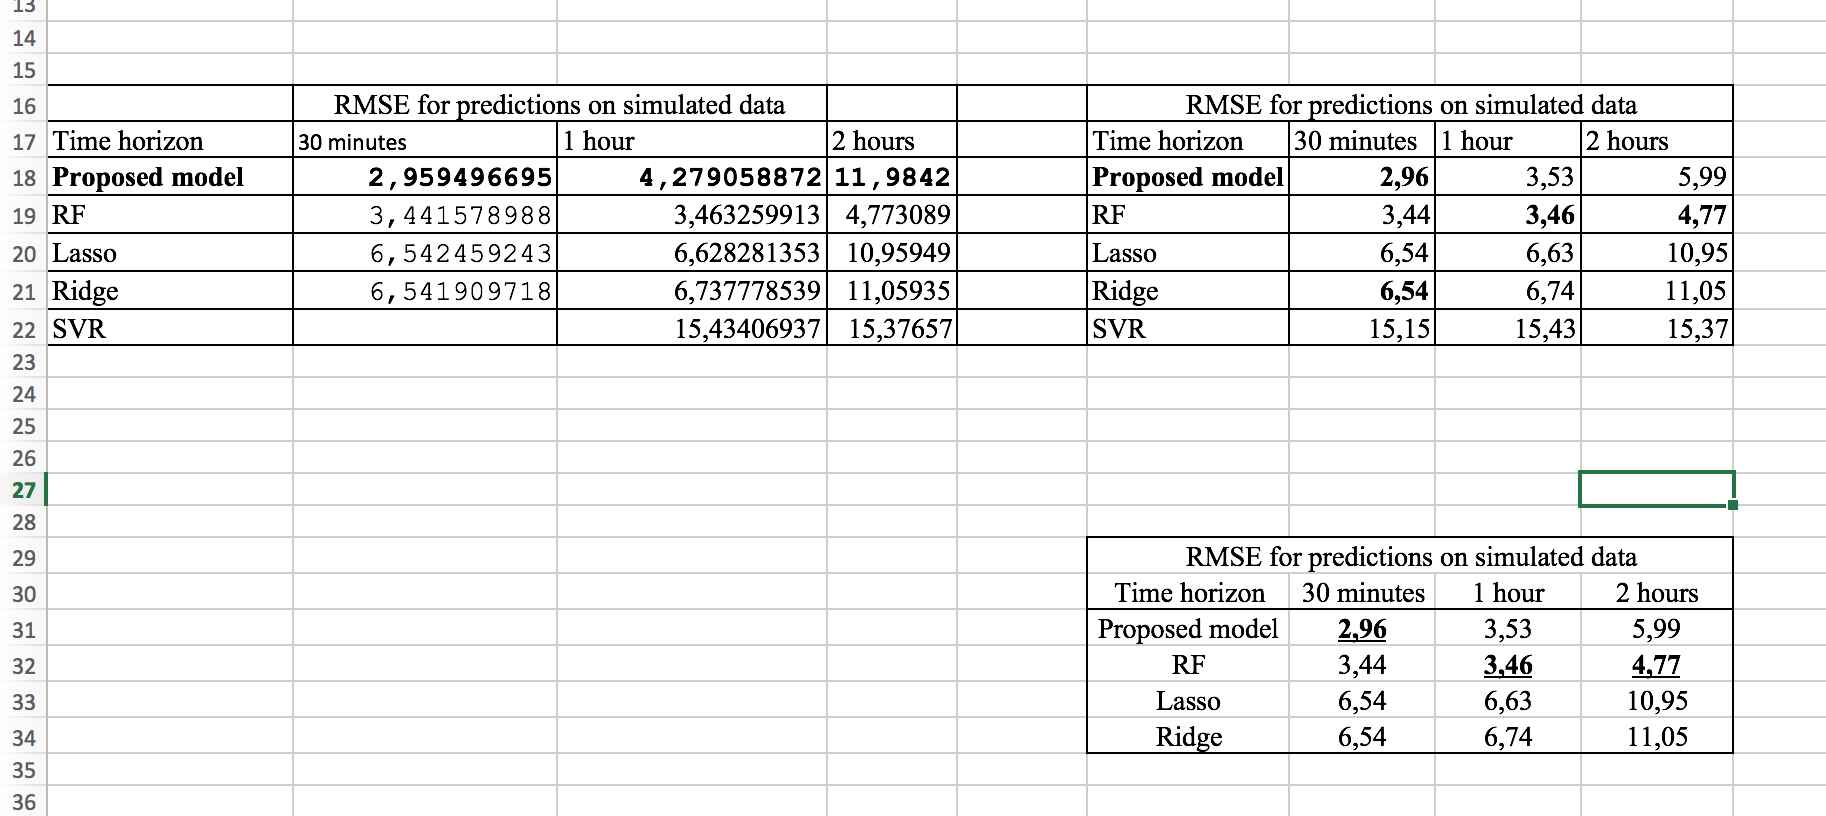 13
14
15
16 RMSE for predictions on simulated data RMSE for predictions on simulated data
17 Time horizon 30 minutes 1 hour 2 hours Time horizon 30 minutes 1 hour 2 hours
18 Proposed model 2,959496695 4,279058872 11,9842 Proposed model 2,96 3,53 5,99
19 RF 3,441578988 3,463259913 4,773089 RF 3,44 3,46 4,77
20 Lasso 6,542459243 6,628281353 10,95949 Lasso 6,54 6,63 10,95
21 Ridge 6,541909718 6,737778539 11,05935 Ridge 6,54 6,74 11,05
22 SVR 15,43406937 15,37657 SVR 15,15 15,43 15,37
23
24
25
26
27
28
29 RMSE for predictions on simulated data
30 Time horizon 30 minutes 1 hour 2 hours
31 Proposed model 2,96 3,53 5,99
32 RF 3,44 3,46 4,77
33 Lasso 6,54 6,63 10,95
34 Ridge 6,54 6,74 11,05
35
36